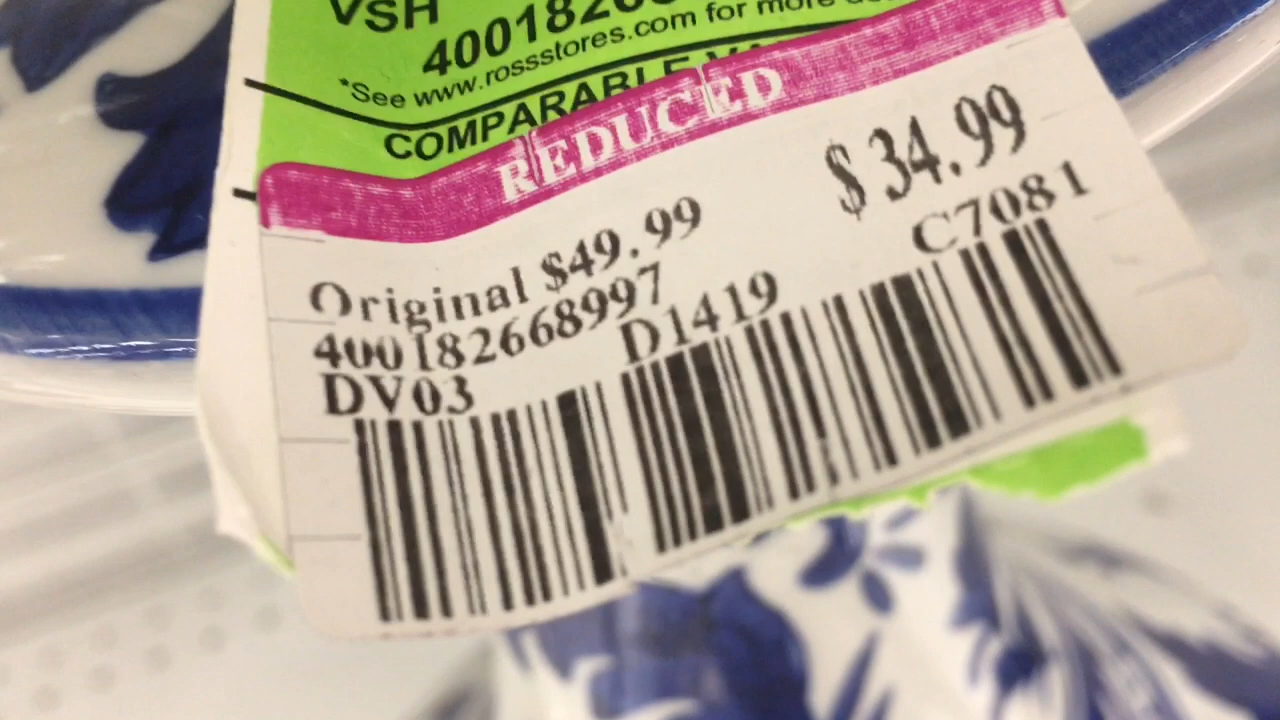 VSH
*See www.rossstores.com for more
COMPARABLE
REDUCED
$34.99
Original $49.99
C7081
400182668997
D1419
DV03